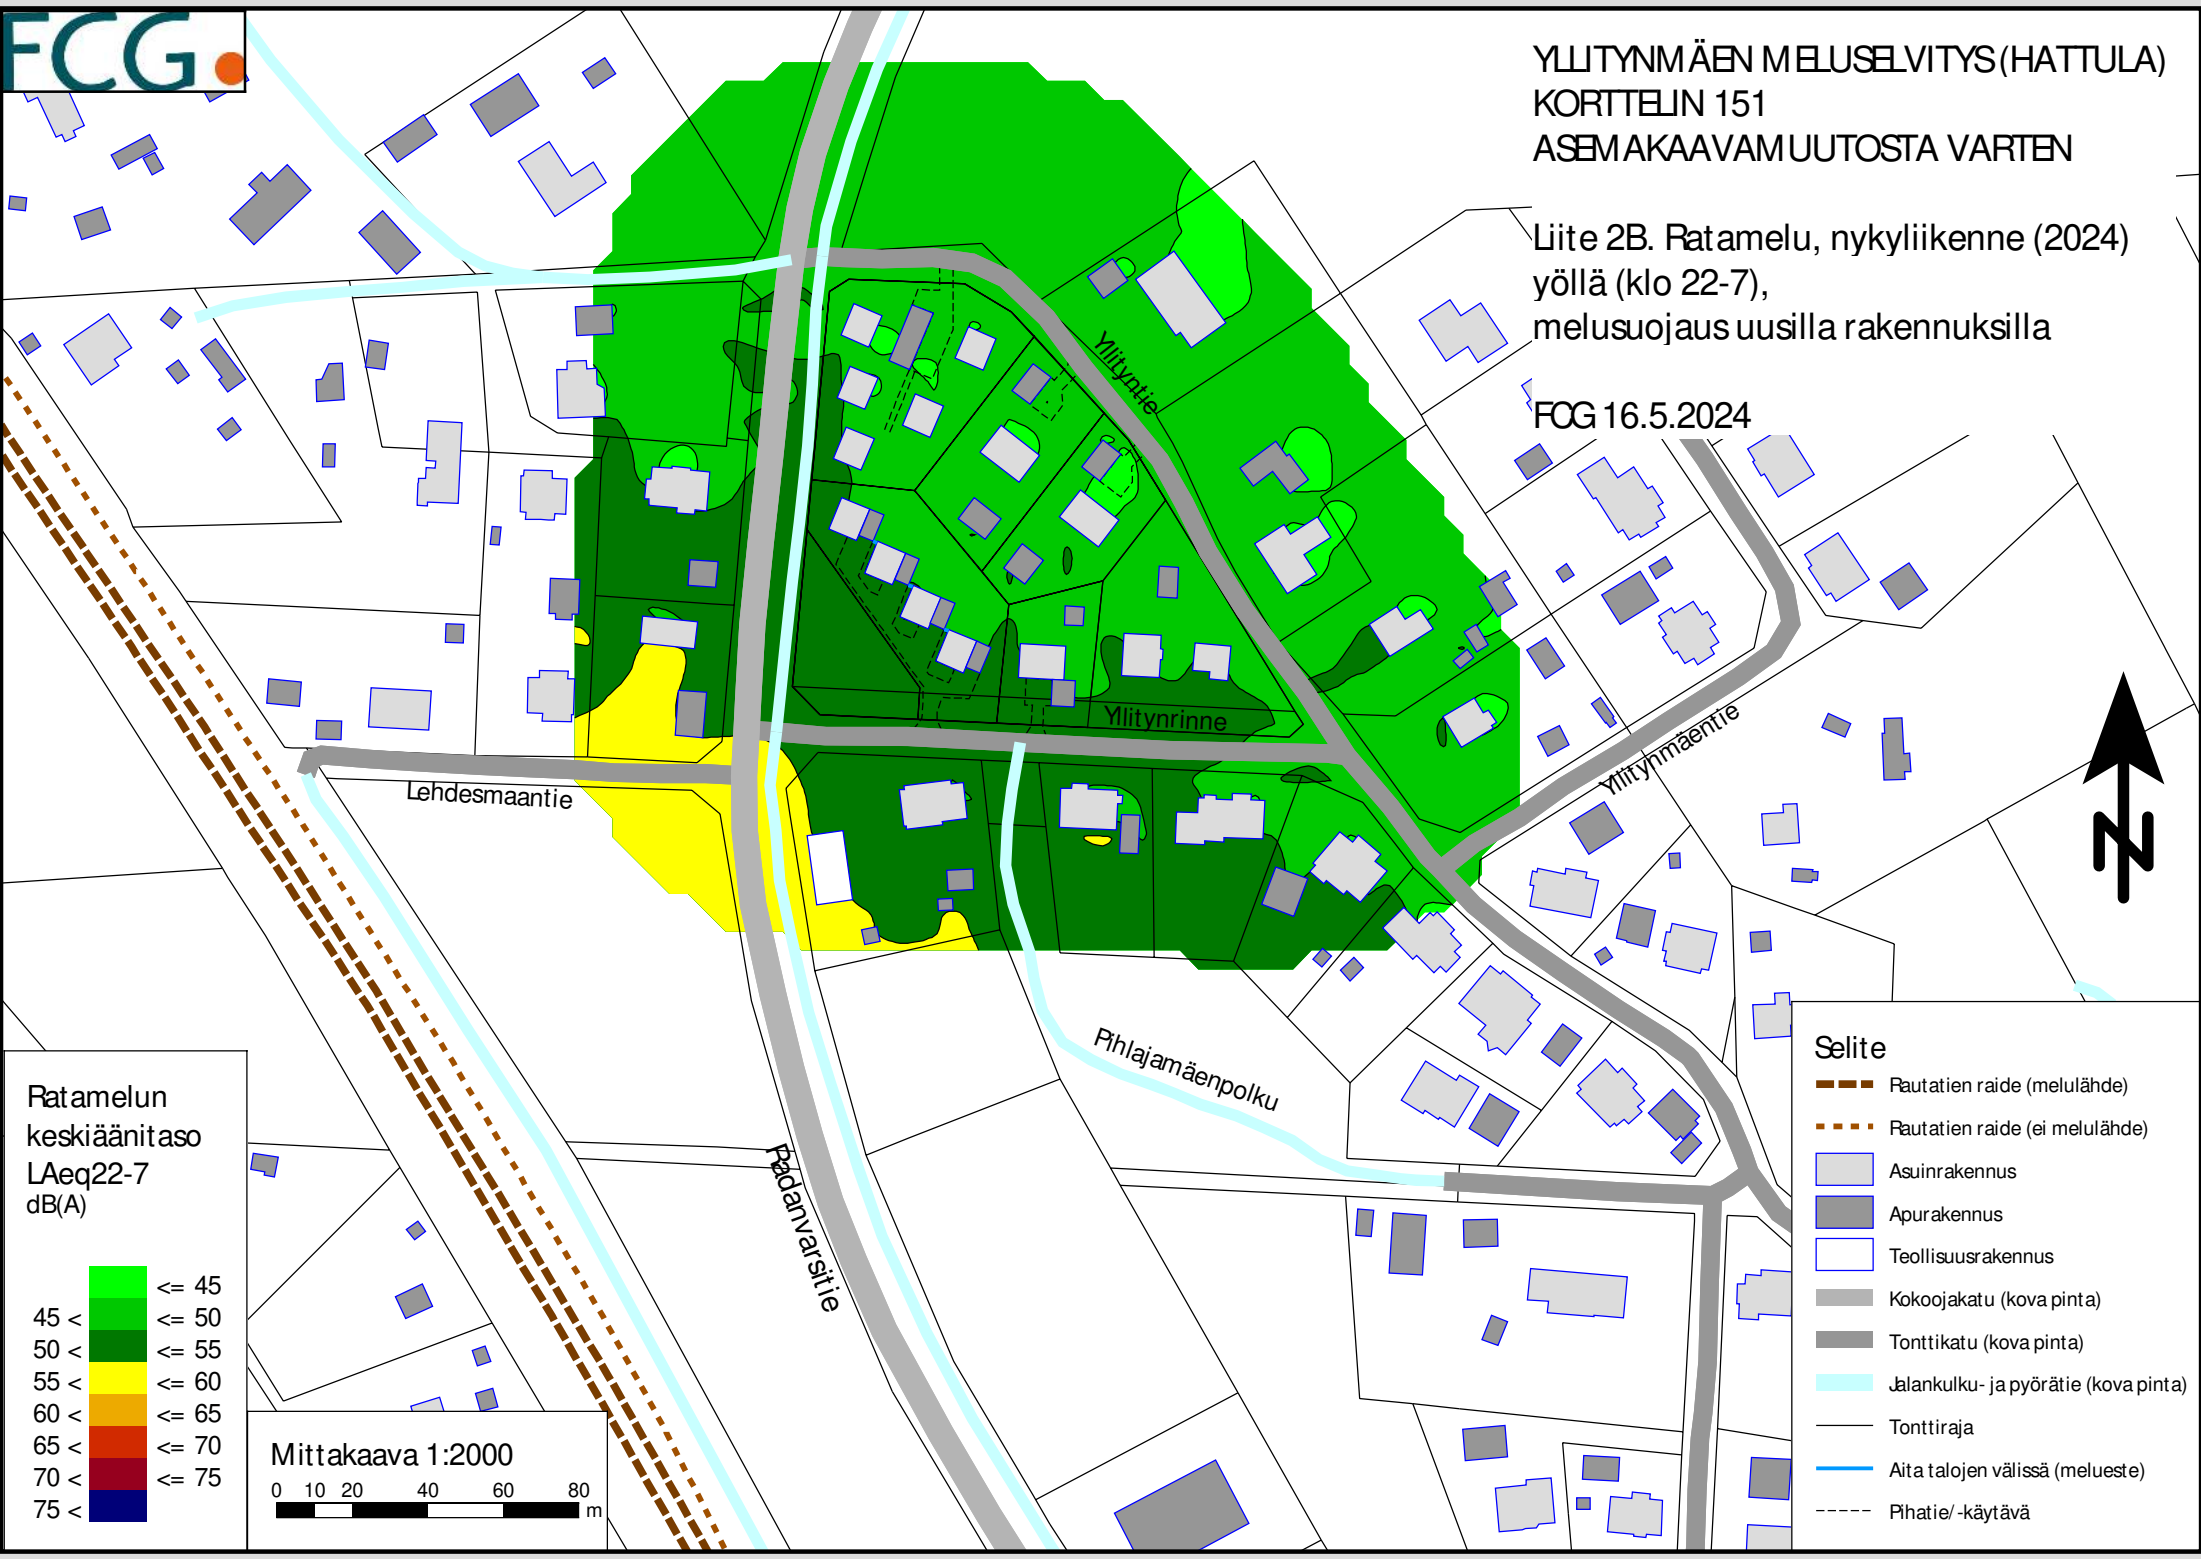 FCG
YLLITYNMÄEN MELUSELVITYS (HATTULA)
KORTTELIN 151
ASEMAKAAVAMUUTOSTA VARTEN
Liite 2B. Ratamelu, nykyliikenne (2024)
yöllä (klo 22-7),
melusuojaus uusilla rakennuksilla
FCG 16.5.2024
Yllityntie
Ylitynrinne
Yllitynmäentie
Lehdesmaantie
Pihlajamäenpolku
Radanvarsitie
N
Ratamelun
keskiäänitaso
LAeq22-7
dB(A)
<= 45
45 < <= 50
50 < <= 55
55 < <= 60
60 < <= 65
65 < <= 70
70 < <= 75
75 <
Mittakaava 1:2000
0 10 20 40 60 80
m
Selite
Rautatien raide (melulähde)
Rautatien raide (ei melulähde)
Asuinrakennus
Apurakennus
Teollisuusrakennus
Kokoojakatu (kova pinta)
Tonttikatu (kova pinta)
Jalankulku- ja pyörätie (kova pinta)
Tonttiraja
Aita talojen välissä (melueste)
Pihatie/-käytävä